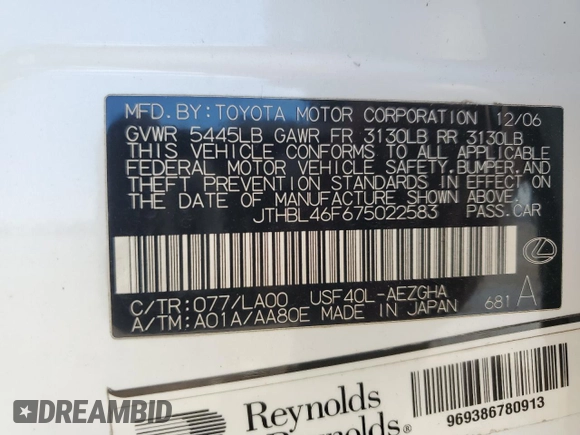 MFD. BY: TOYOTA MOTOR CORPORATION 12/06
GVWR 5445LB GAWR FR 3130LB RR 3130LB
THIS VEHICLE CONFORMS TO ALL APPLICABLE
FEDERAL MOTOR VEHICLE SAFETY, BUMPER, AND
THEFT PREVENTION STANDARDS IN EFFECT ON
THE DATE OF MANUFACTURE SHOWN ABOVE.
JTHBL46F675022583 PASS.CAR
C/TR: 077/LA00 USF40L-AEZGHA
A/TM: A01A/AA80E MADE IN JAPAN 681 A
Reynolds
Reynolds®
969386780913
DREAMBID